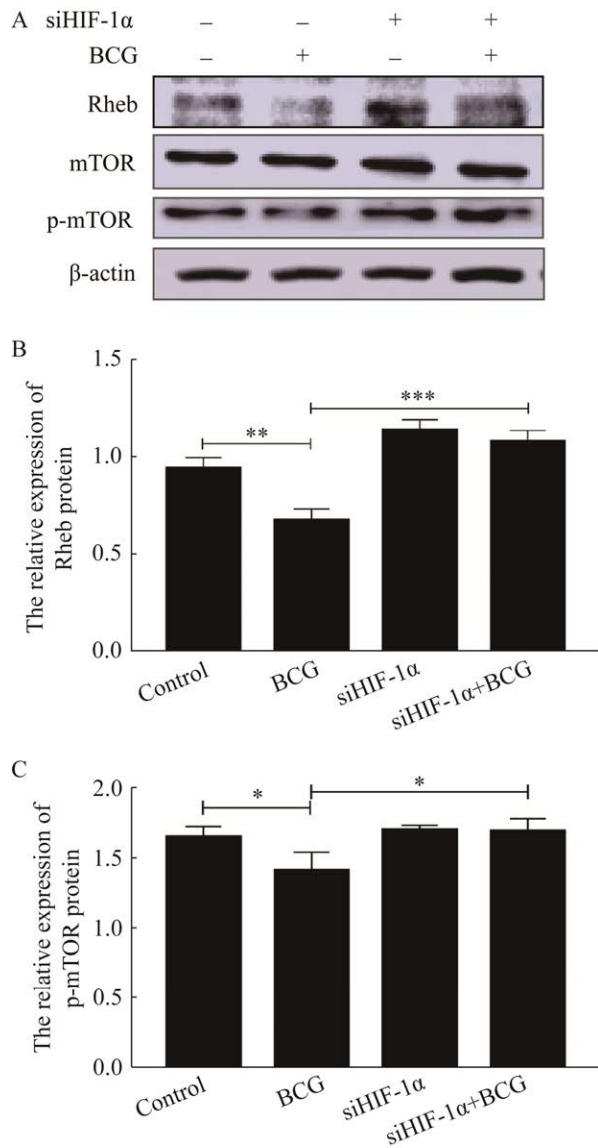 A siHIF-1α – – + +
BCG – + – +
Rheb
mTOR
p-mTOR
β-actin
B
1.5
1.0
0.5
0.0
The relative expression of
Rheb protein
**
***
Control
BCG
siHIF-1α
siHIF-1α+BCG
C
2.0
1.5
1.0
0.5
0.0
The relative expression of
p-mTOR protein
*
*
Control
BCG
siHIF-1α
siHIF-1α+BCG